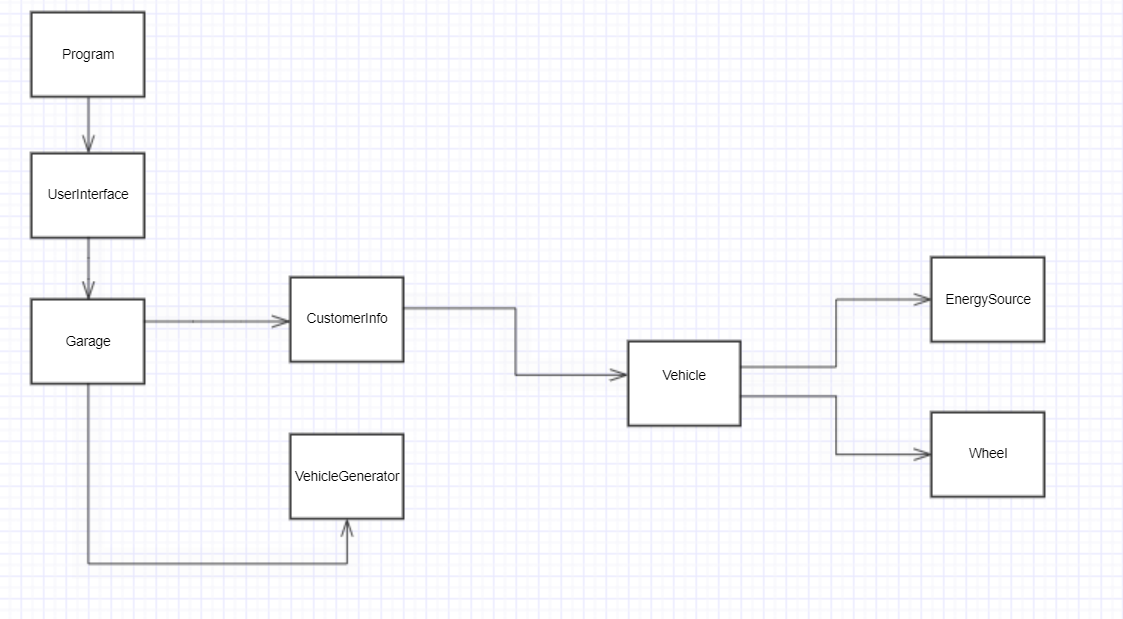 Program
UserInterface
Garage
CustomerInfo
VehicleGenerator
Vehicle
EnergySource
Wheel